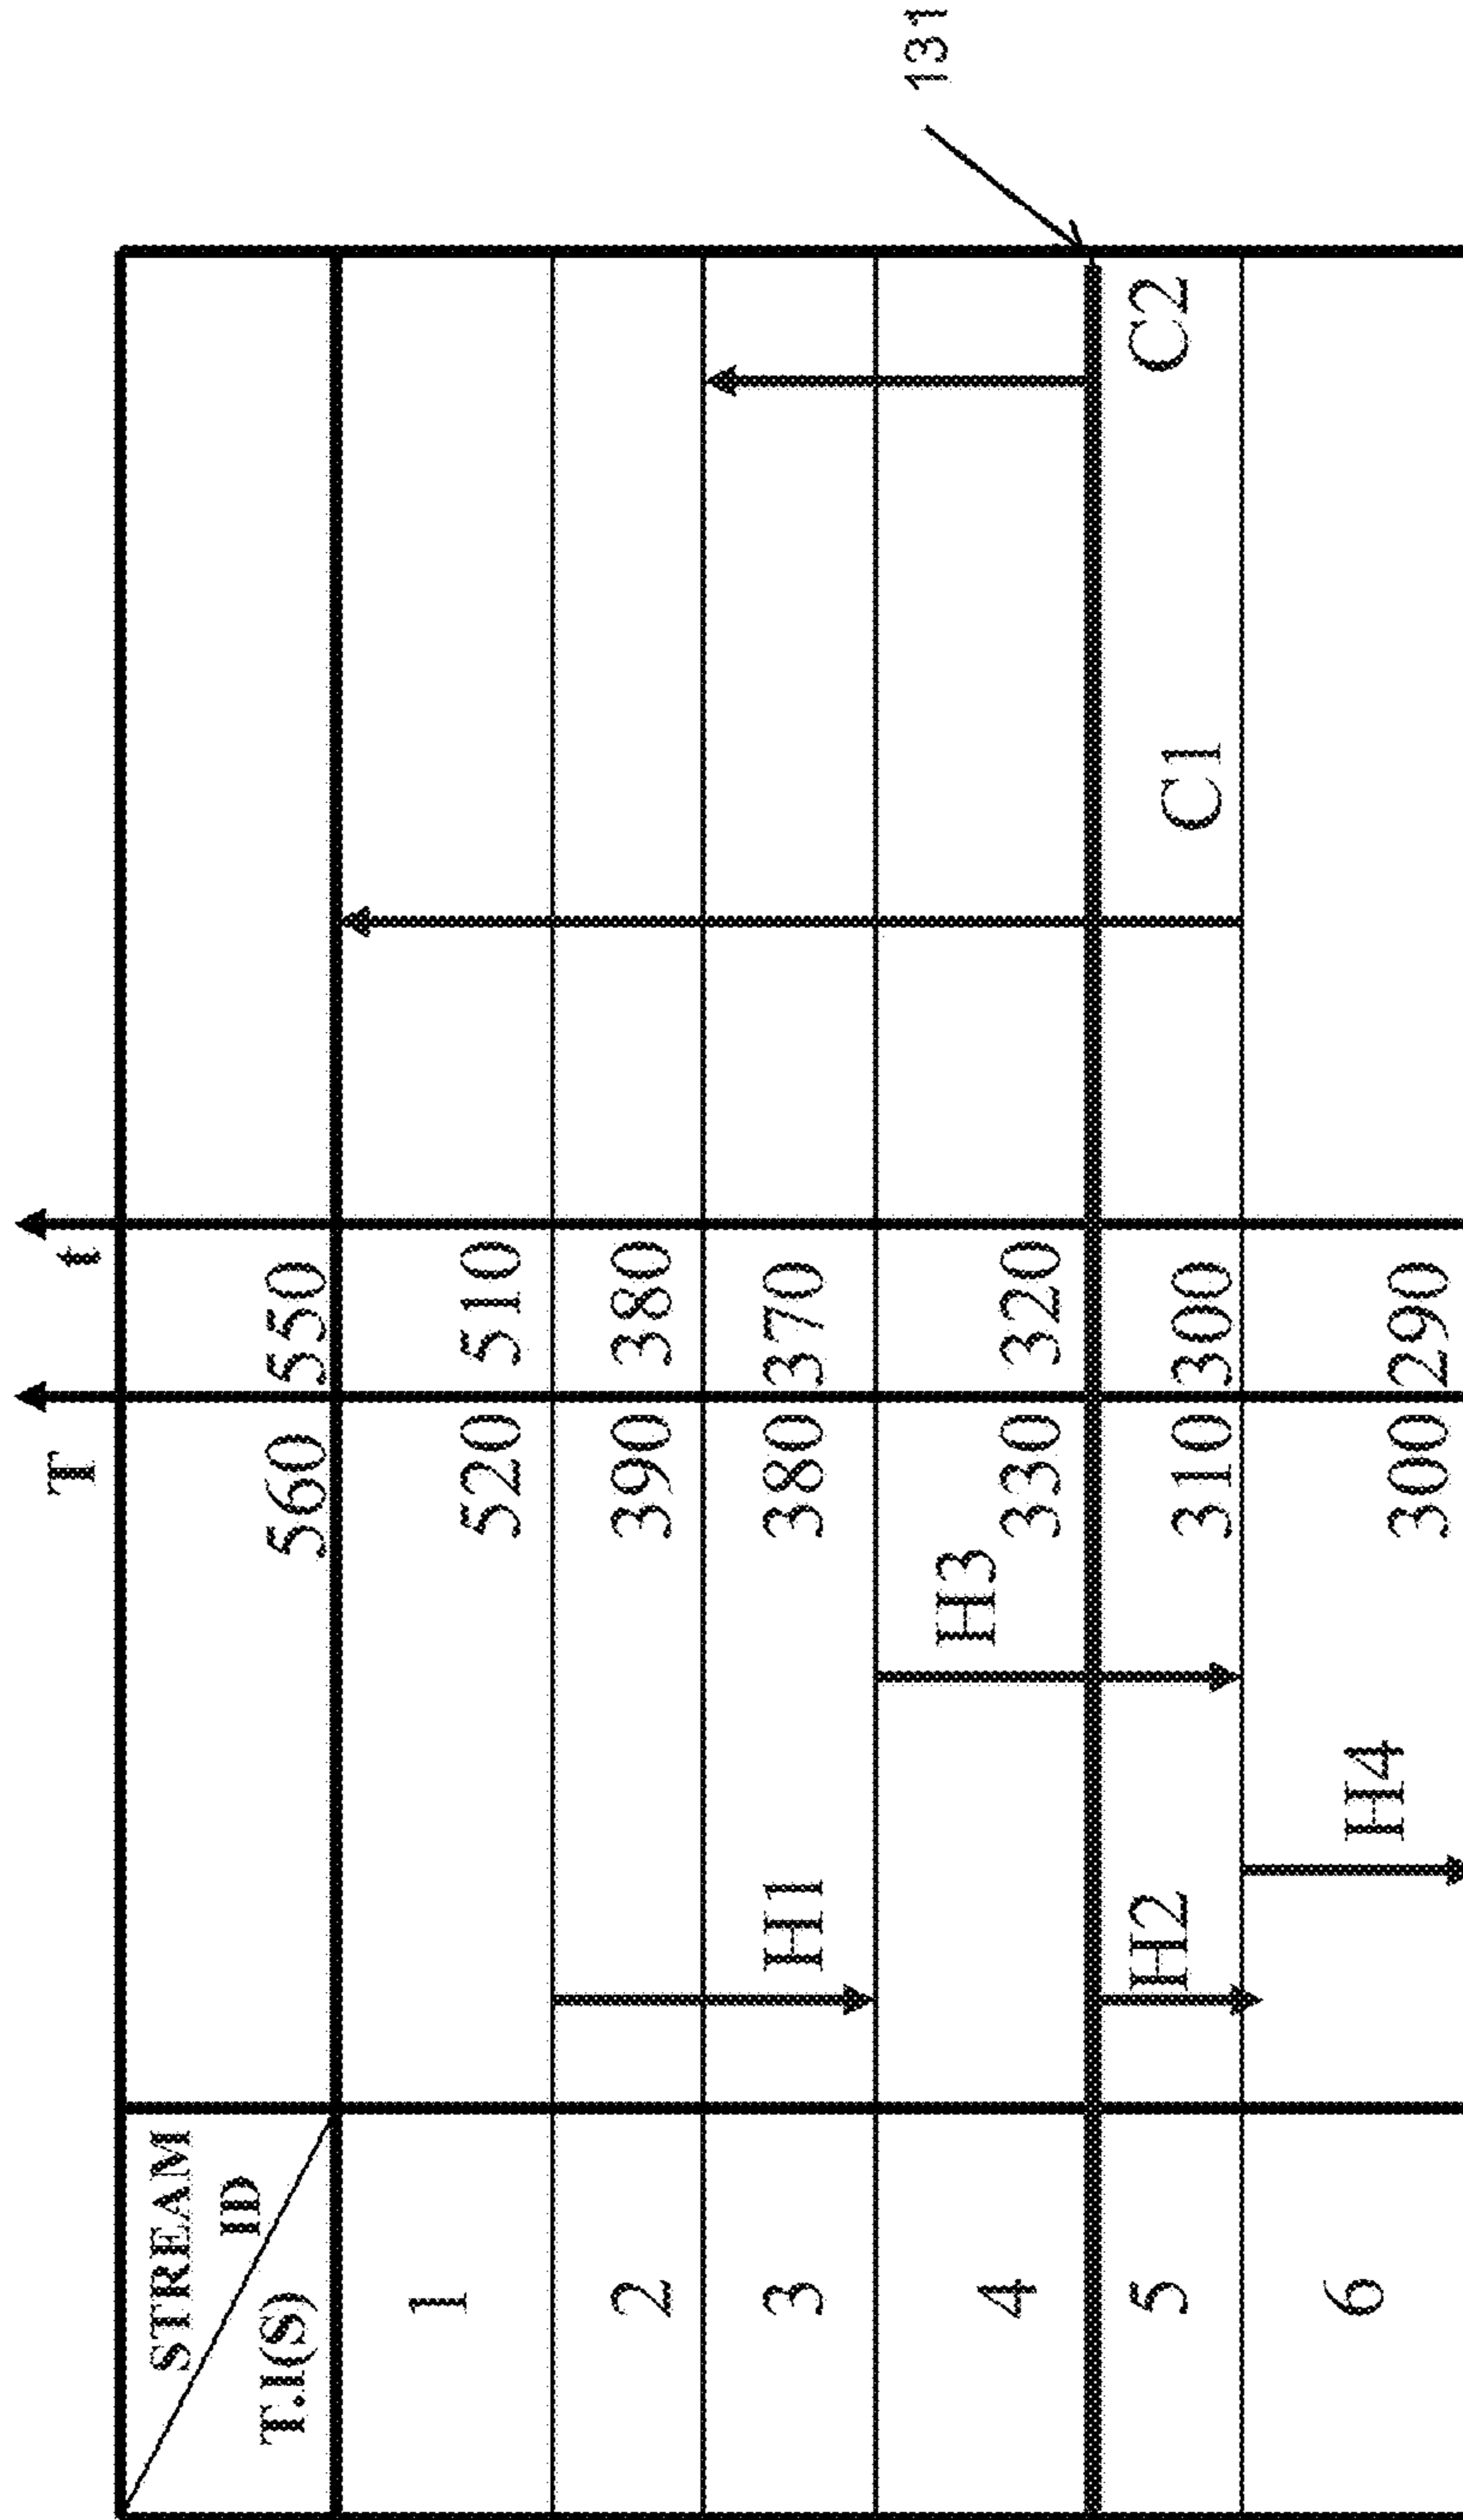 STREAM
ID
T.I(S)
T
t
560 550
1
520 510
2
390 380
3
H1
380 370
4
H3
330 320
131
5
H2
310 300
C1
C2
6
H4
300 290